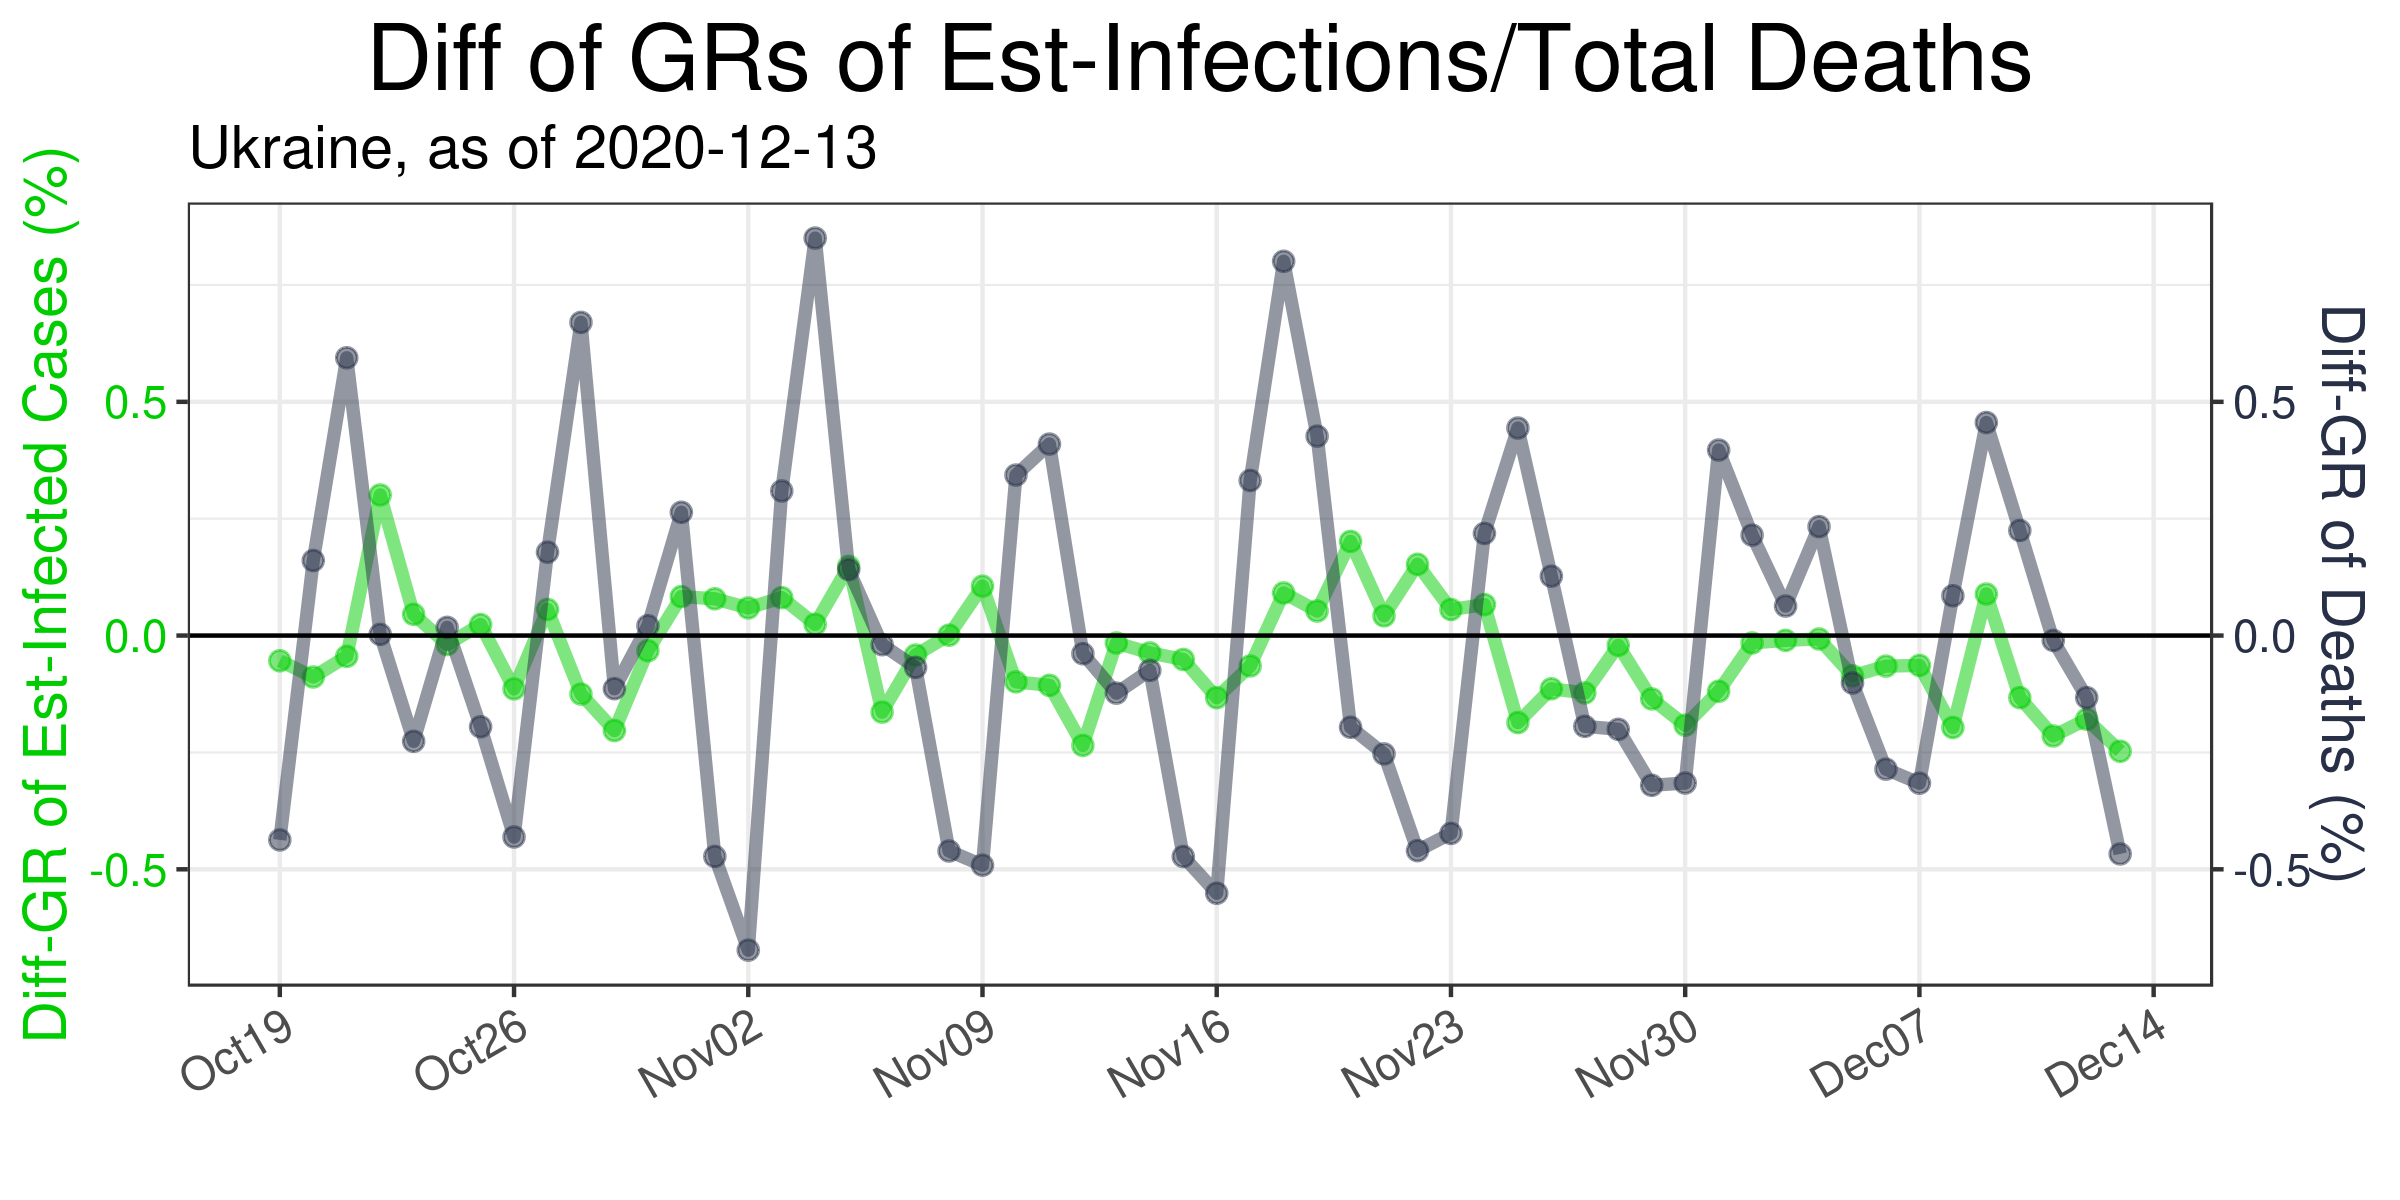 Diff of GRs of Est-Infections/Total Deaths
Ukraine, as of 2020-12-13
Diff-GR of Est-Infected Cases (%)
0.5
0.0
-0.5
0.5
0.0
-0.5
Diff-GR of Deaths (%)
Oct19
Oct26
Nov02
Nov09
Nov16
Nov23
Nov30
Dec07
Dec14